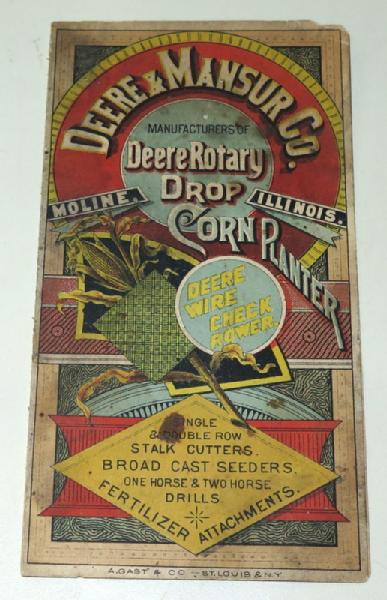 DEERE & MANSUR CO.
MANUFACTURERS OF
Deere Rotary
DROP
MOLINE, ILLINOIS.
CORN PLANTER
DEERE
WIRE
CHECK
ROWER.
SINGLE
& DOUBLE ROW
STALK CUTTERS.
BROAD CAST SEEDERS.
ONE HORSE & TWO HORSE
DRILLS.
FERTILIZER ATTACHMENTS.
A. GAST & CO - ST. LOUIS & N.Y.